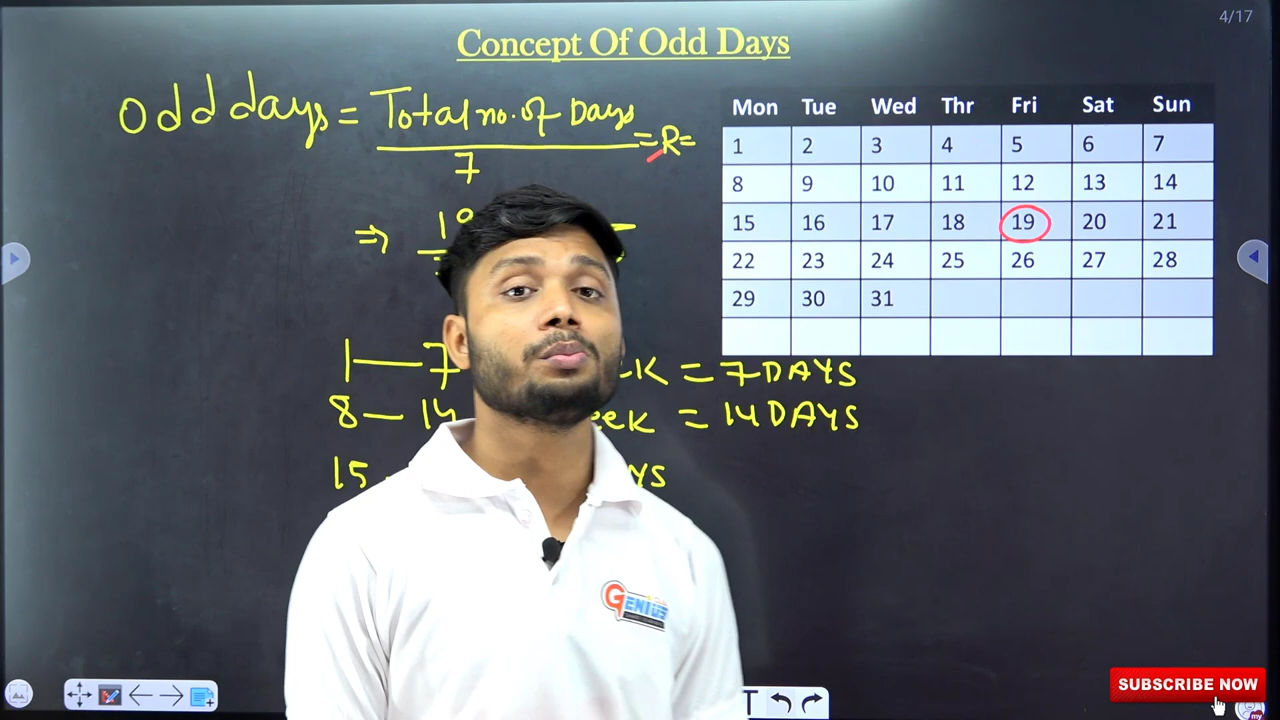 4/17
Concept Of Odd Days
Odd days = Total no. of Days
7
= R =
⇒ 19
Mon Tue Wed Thr Fri Sat Sun
1 2 3 4 5 6 7
8 9 10 11 12 13 14
15 16 17 18 19 20 21
22 23 24 25 26 27 28
29 30 31
1 — 7 EK = 7 DAYS
8 — 14 eeK = 14 DAYS
15 YS
GENIUS
T
SUBSCRIBE NOW
my